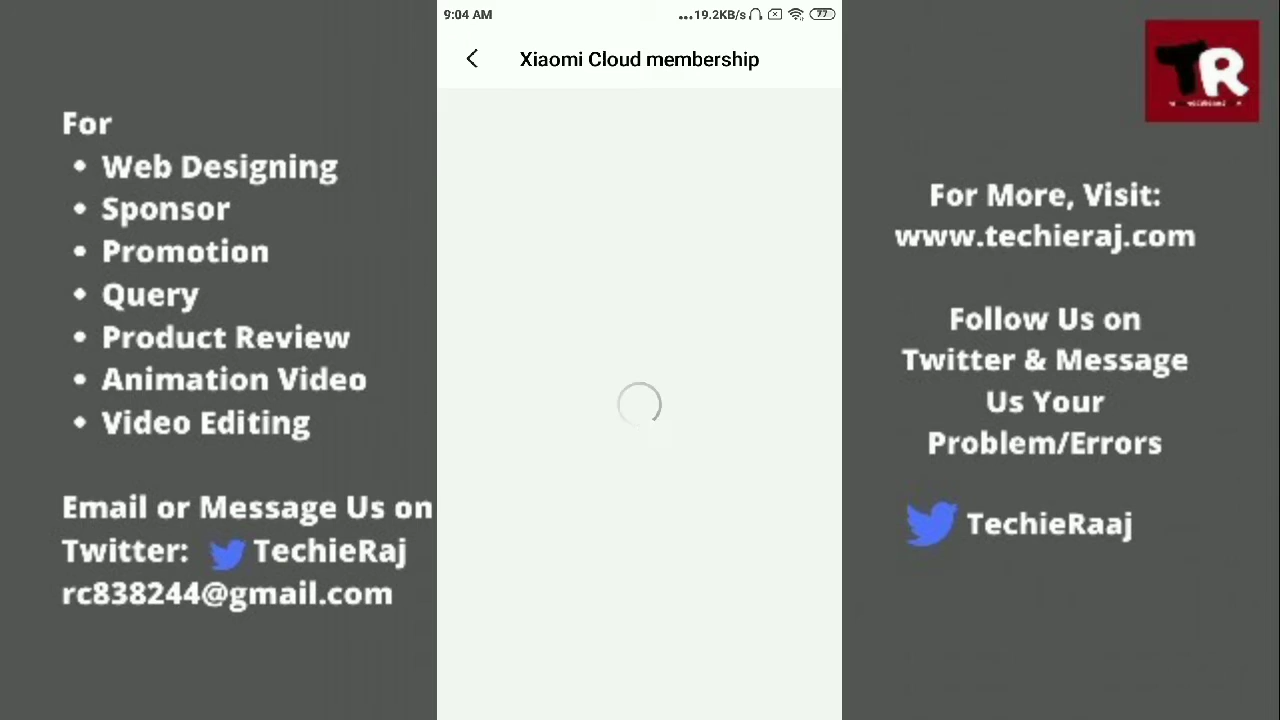 9:04 AM
...19.2KB/s
77
Xiaomi Cloud membership
For
• Web Designing
• Sponsor
• Promotion
• Query
• Product Review
• Animation Video
• Video Editing
Email or Message Us on
Twitter: TechieRaj
rc838244@gmail.com
TR
For More, Visit:
www.techieraj.com
Follow Us on
Twitter & Message
Us Your
Problem/Errors
TechieRaaj